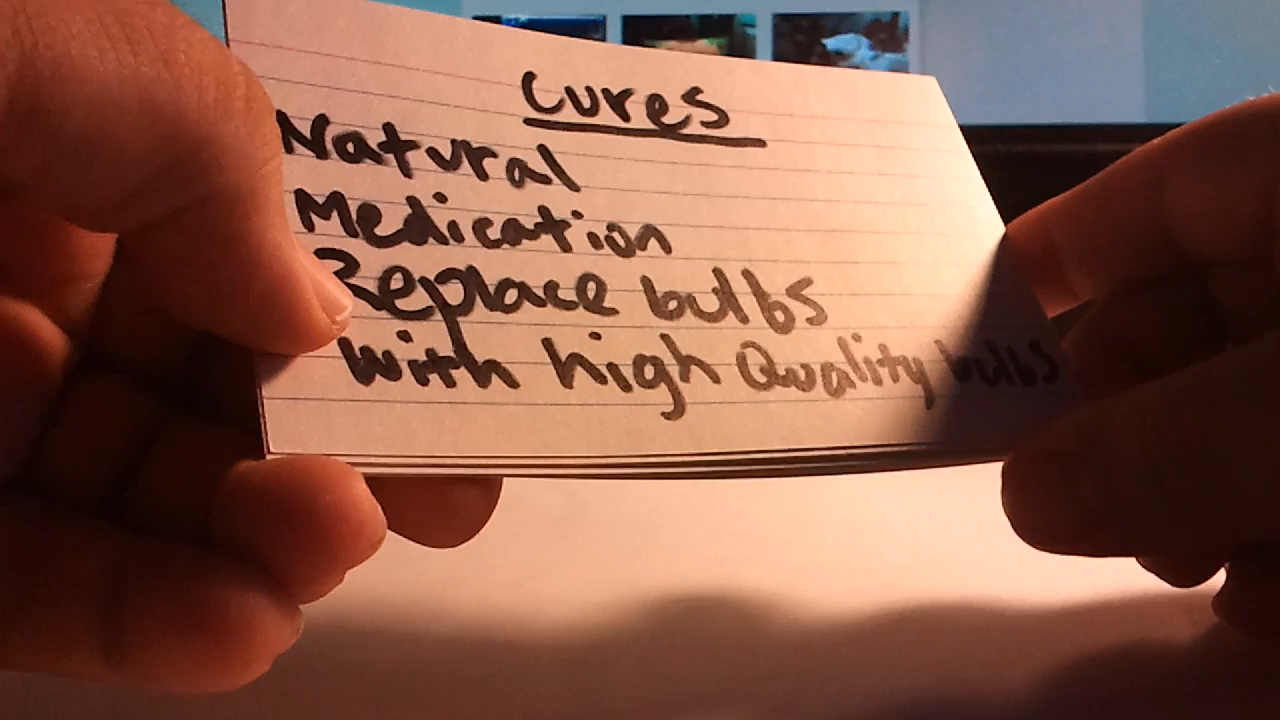 Cures
Natural
Medication
Replace bulbs
with high Quality bulbs